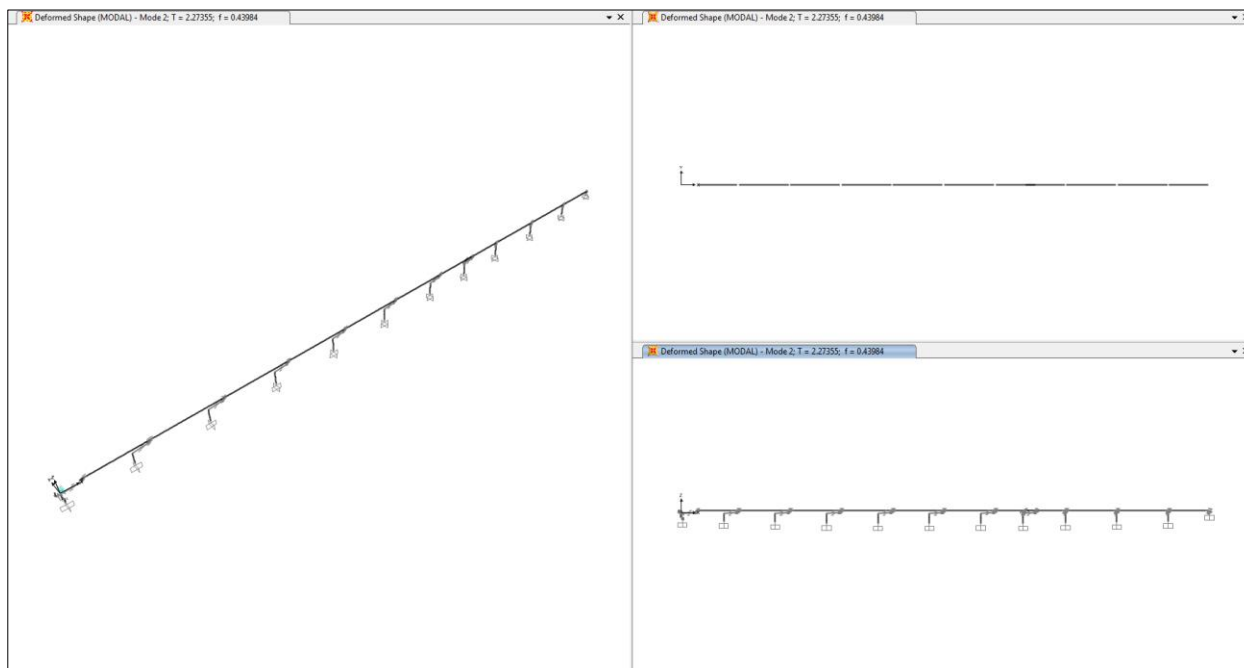 Deformed Shape (MODAL) - Mode 2; T = 2.27355; f = 0.43984
Deformed Shape (MODAL) - Mode 2; T = 2.27355; f = 0.43984
Deformed Shape (MODAL) - Mode 2; T = 2.27355; f = 0.43984
Z